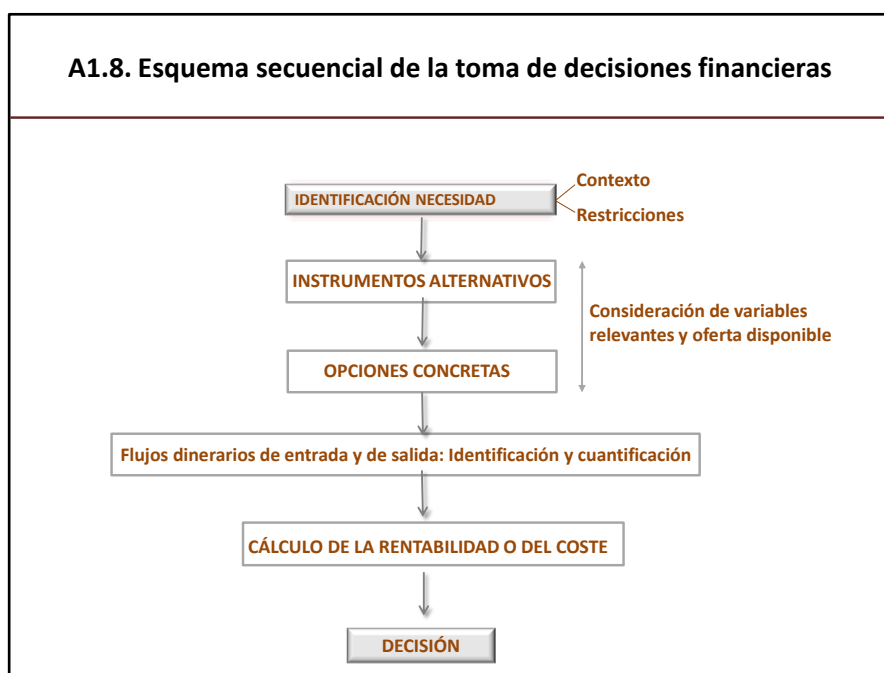 A1.8. Esquema secuencial de la toma de decisiones financieras
IDENTIFICACIÓN NECESIDAD
Contexto
Restricciones
INSTRUMENTOS ALTERNATIVOS
Consideración de variables
relevantes y oferta disponible
OPCIONES CONCRETAS
Flujos dinerarios de entrada y de salida: Identificación y cuantificación
CÁLCULO DE LA RENTABILIDAD O DEL COSTE
DECISIÓN